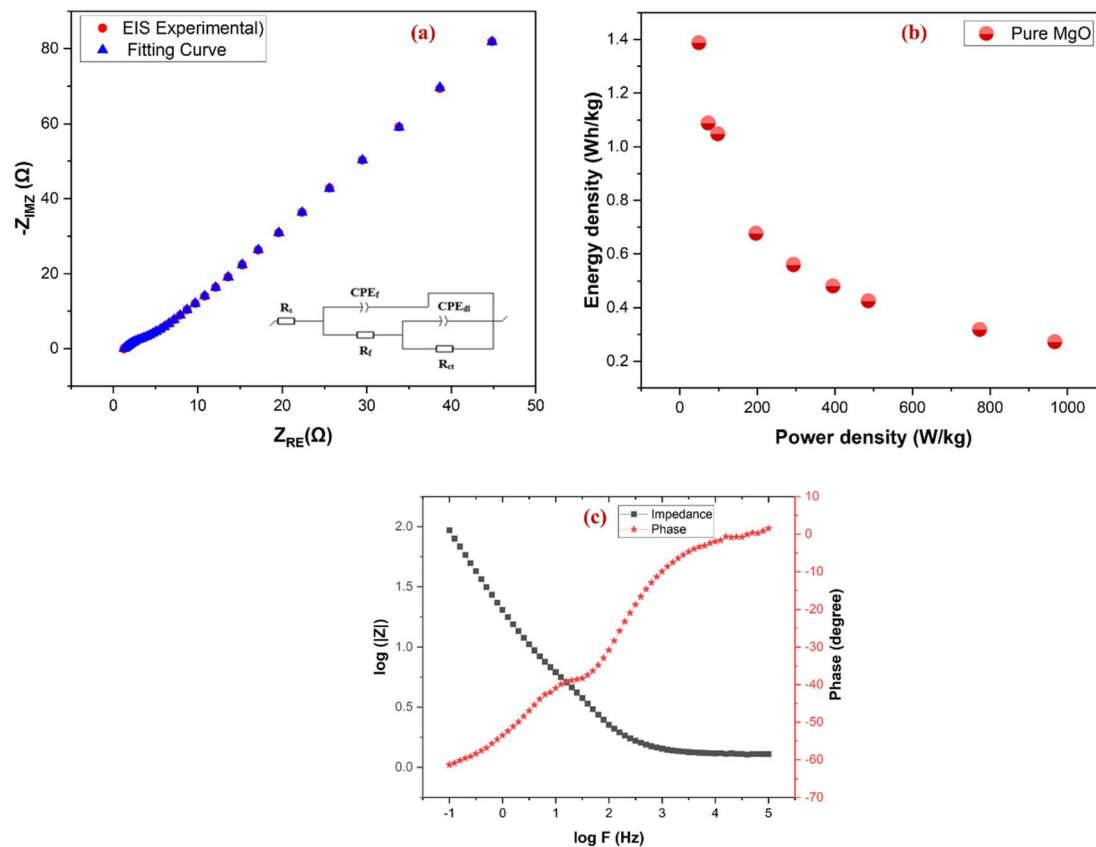 EIS Experimental)
Fitting Curve
(a)
80
60
40
20
0
-Z_IMZ (Ω)
CPE_f
CPE_dl
R_s
R_f
R_ct
0 10 20 30 40 50
Z_RE(Ω)
(b)
Pure MgO
1.4
1.2
1.0
0.8
0.6
0.4
0.2
Energy density (Wh/kg)
0 200 400 600 800 1000
Power density (W/kg)
(c)
Impedance
Phase
2.0
1.5
1.0
0.5
0.0
log (|Z|)
10
0
-10
-20
-30
-40
-50
-60
-70
Phase (degree)
-1 0 1 2 3 4 5
log F (Hz)